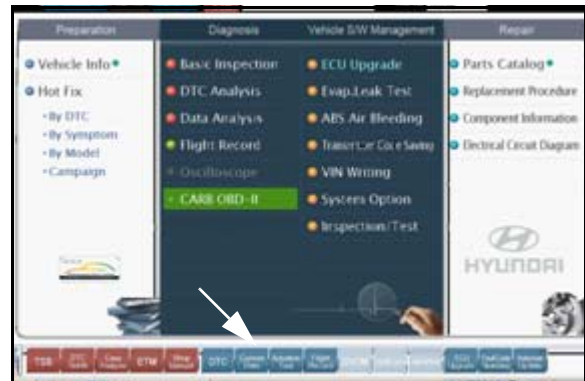 Preparation
Diagnosis
Vehicle S/W Management
Repair
Vehicle Info
Hot Fix
By DTC
By Symptom
By Model
Campaign
Basic Inspection
DTC Analysis
Data Analysis
Flight Record
Oscilloscope
CARB OBD-II
ECU Upgrade
Evap.Leak Test
ABS Air Bleeding
VIN Writing
System Option
Inspection/Test
Parts Catalog
Replacement Procedure
Component Information
Electrical Circuit Diagram
HYUNDAI
TSB
ETM
DTC